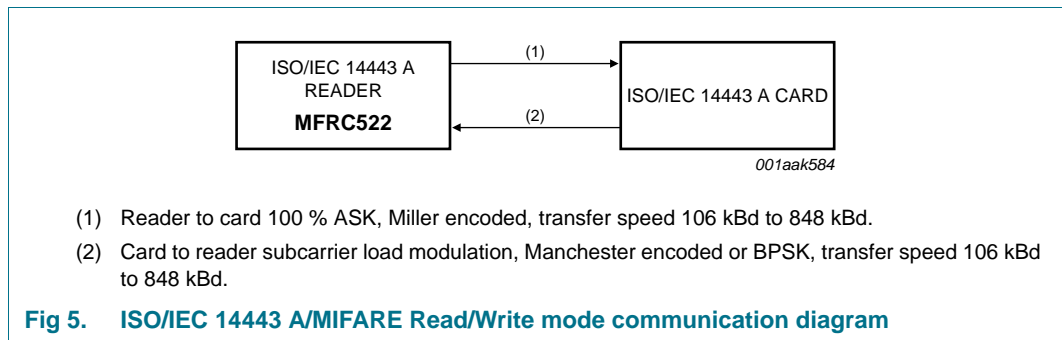 ISO/IEC 14443 A
READER
MFRC522
(1)
(2)
ISO/IEC 14443 A CARD
001aak584
(1) Reader to card 100 % ASK, Miller encoded, transfer speed 106 kBd to 848 kBd.
(2) Card to reader subcarrier load modulation, Manchester encoded or BPSK, transfer speed 106 kBd
to 848 kBd.
Fig 5. ISO/IEC 14443 A/MIFARE Read/Write mode communication diagram